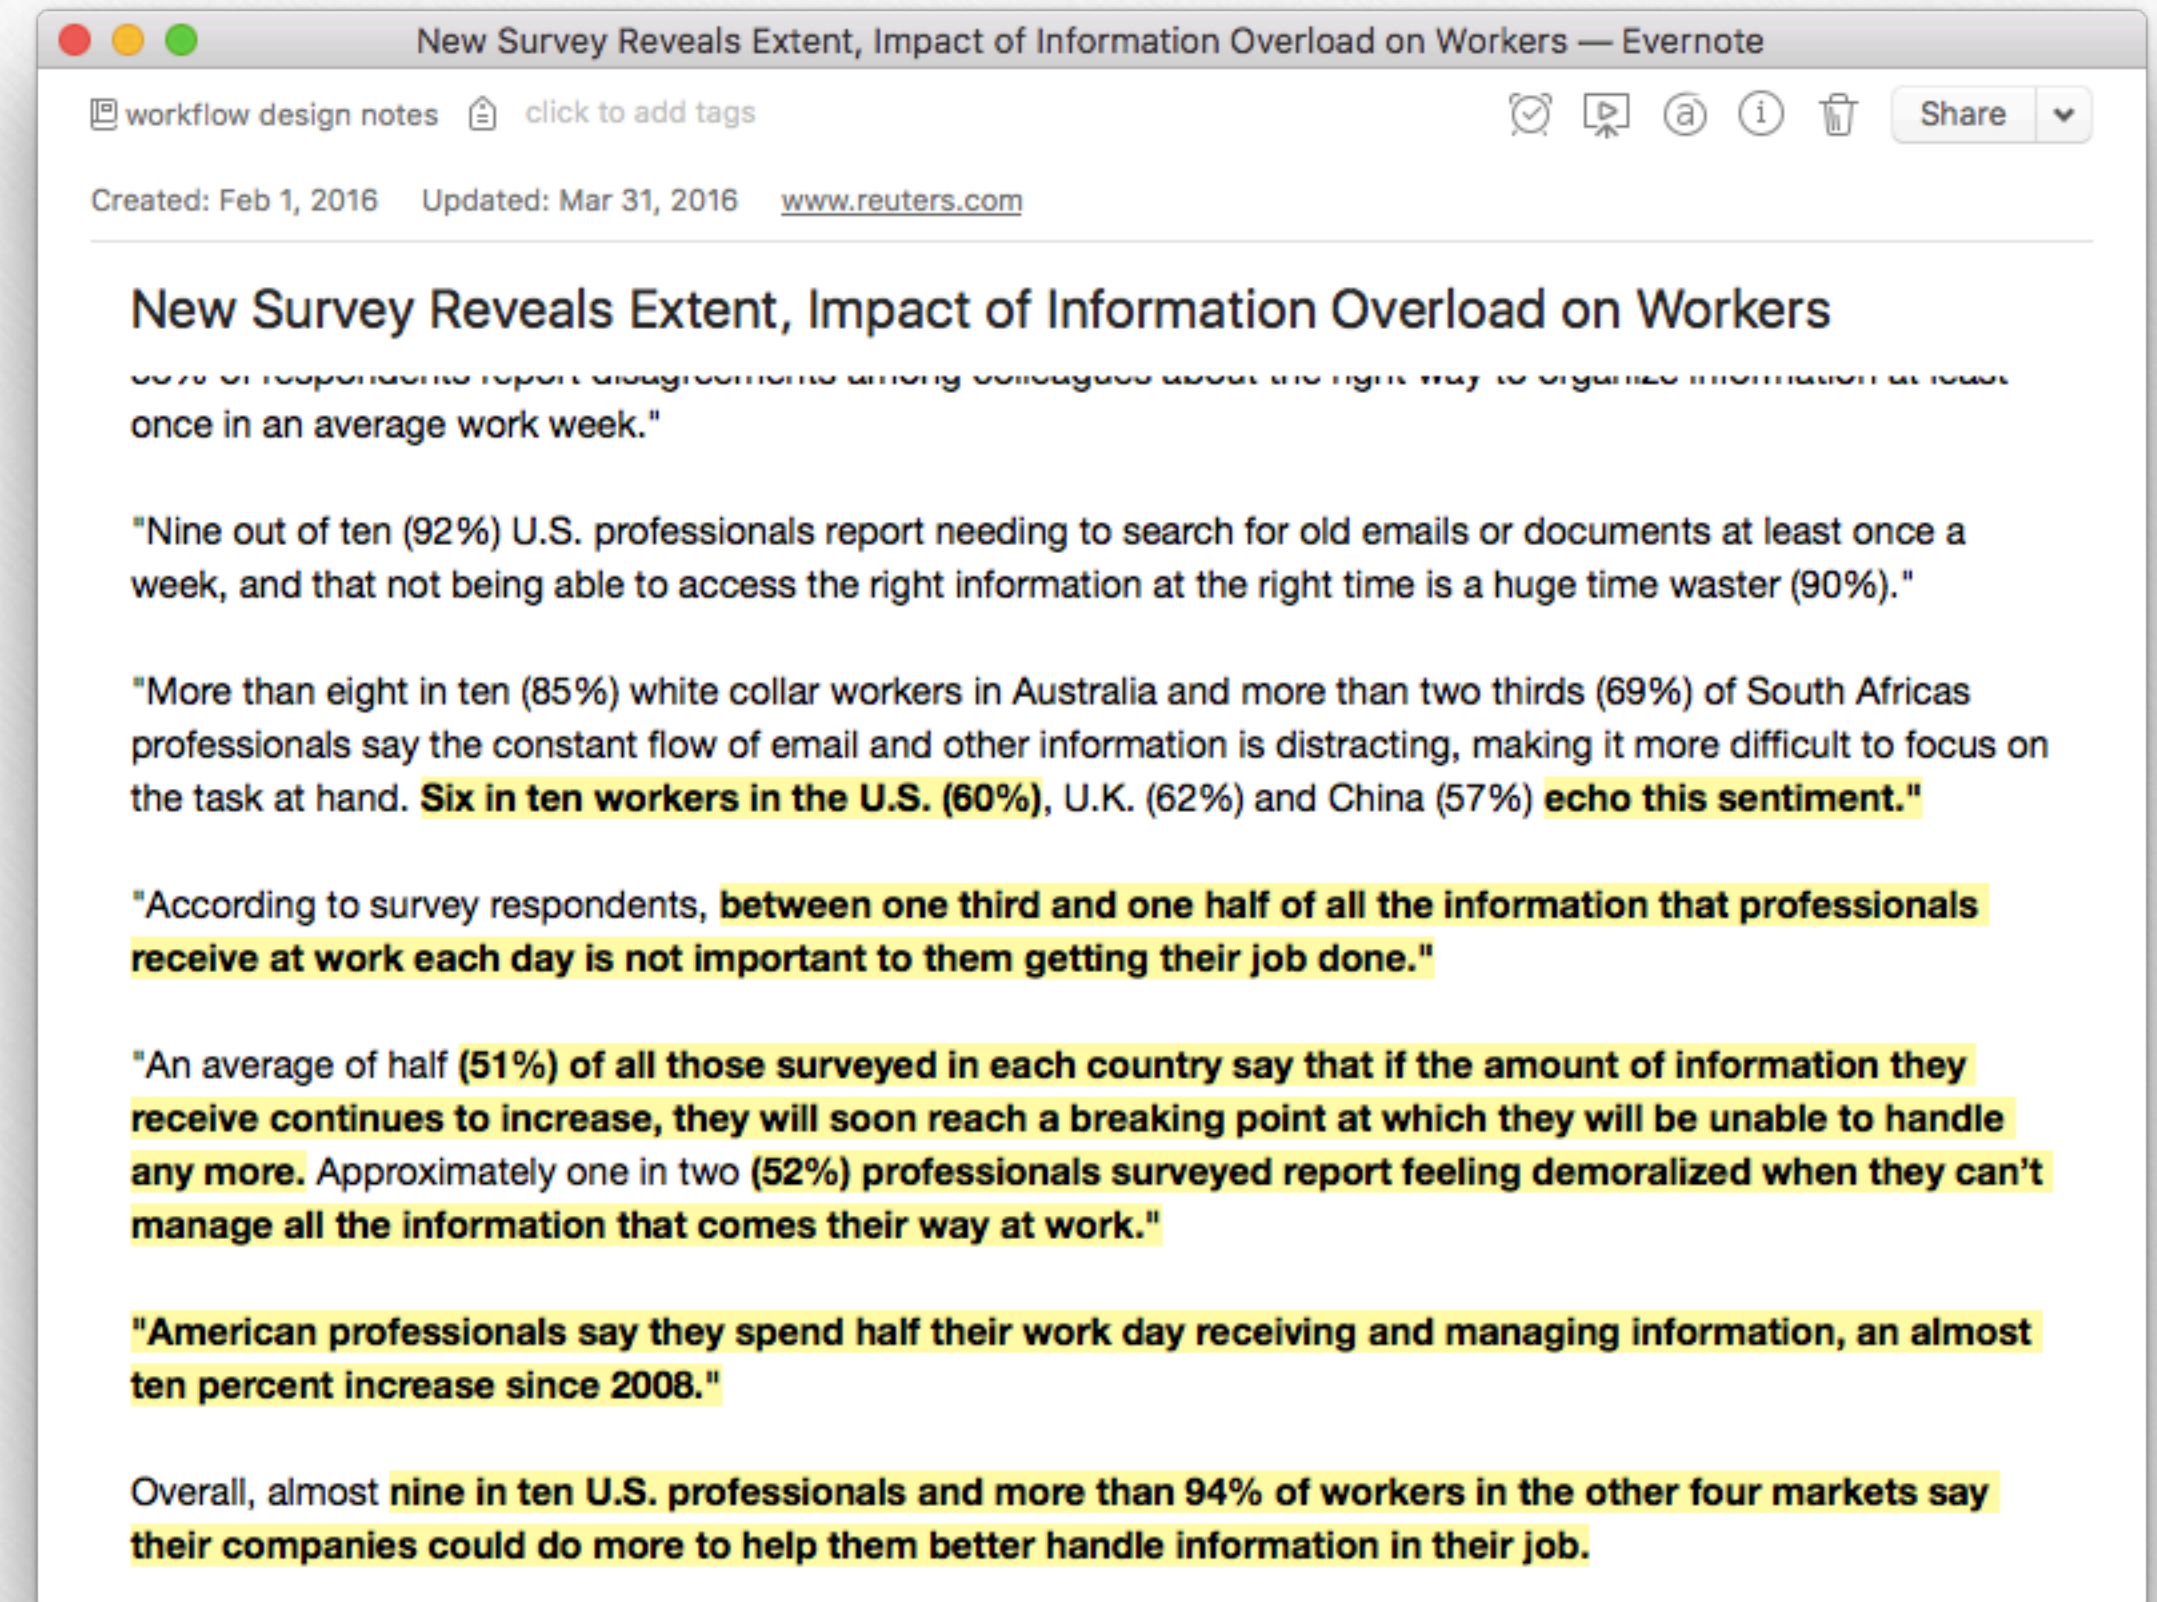 New Survey Reveals Extent, Impact of Information Overload on Workers — Evernote
workflow design notes click to add tags Share
Created: Feb 1, 2016 Updated: Mar 31, 2016 www.reuters.com
New Survey Reveals Extent, Impact of Information Overload on Workers
of respondents report disagreements among colleagues about the right way to organize information at least
once in an average work week."
"Nine out of ten (92%) U.S. professionals report needing to search for old emails or documents at least once a
week, and that not being able to access the right information at the right time is a huge time waster (90%)."
"More than eight in ten (85%) white collar workers in Australia and more than two thirds (69%) of South Africas
professionals say the constant flow of email and other information is distracting, making it more difficult to focus on
the task at hand. Six in ten workers in the U.S. (60%), U.K. (62%) and China (57%) echo this sentiment."
"According to survey respondents, between one third and one half of all the information that professionals
receive at work each day is not important to them getting their job done."
"An average of half (51%) of all those surveyed in each country say that if the amount of information they
receive continues to increase, they will soon reach a breaking point at which they will be unable to handle
any more. Approximately one in two (52%) professionals surveyed report feeling demoralized when they can't
manage all the information that comes their way at work."
"American professionals say they spend half their work day receiving and managing information, an almost
ten percent increase since 2008."
Overall, almost nine in ten U.S. professionals and more than 94% of workers in the other four markets say
their companies could do more to help them better handle information in their job.